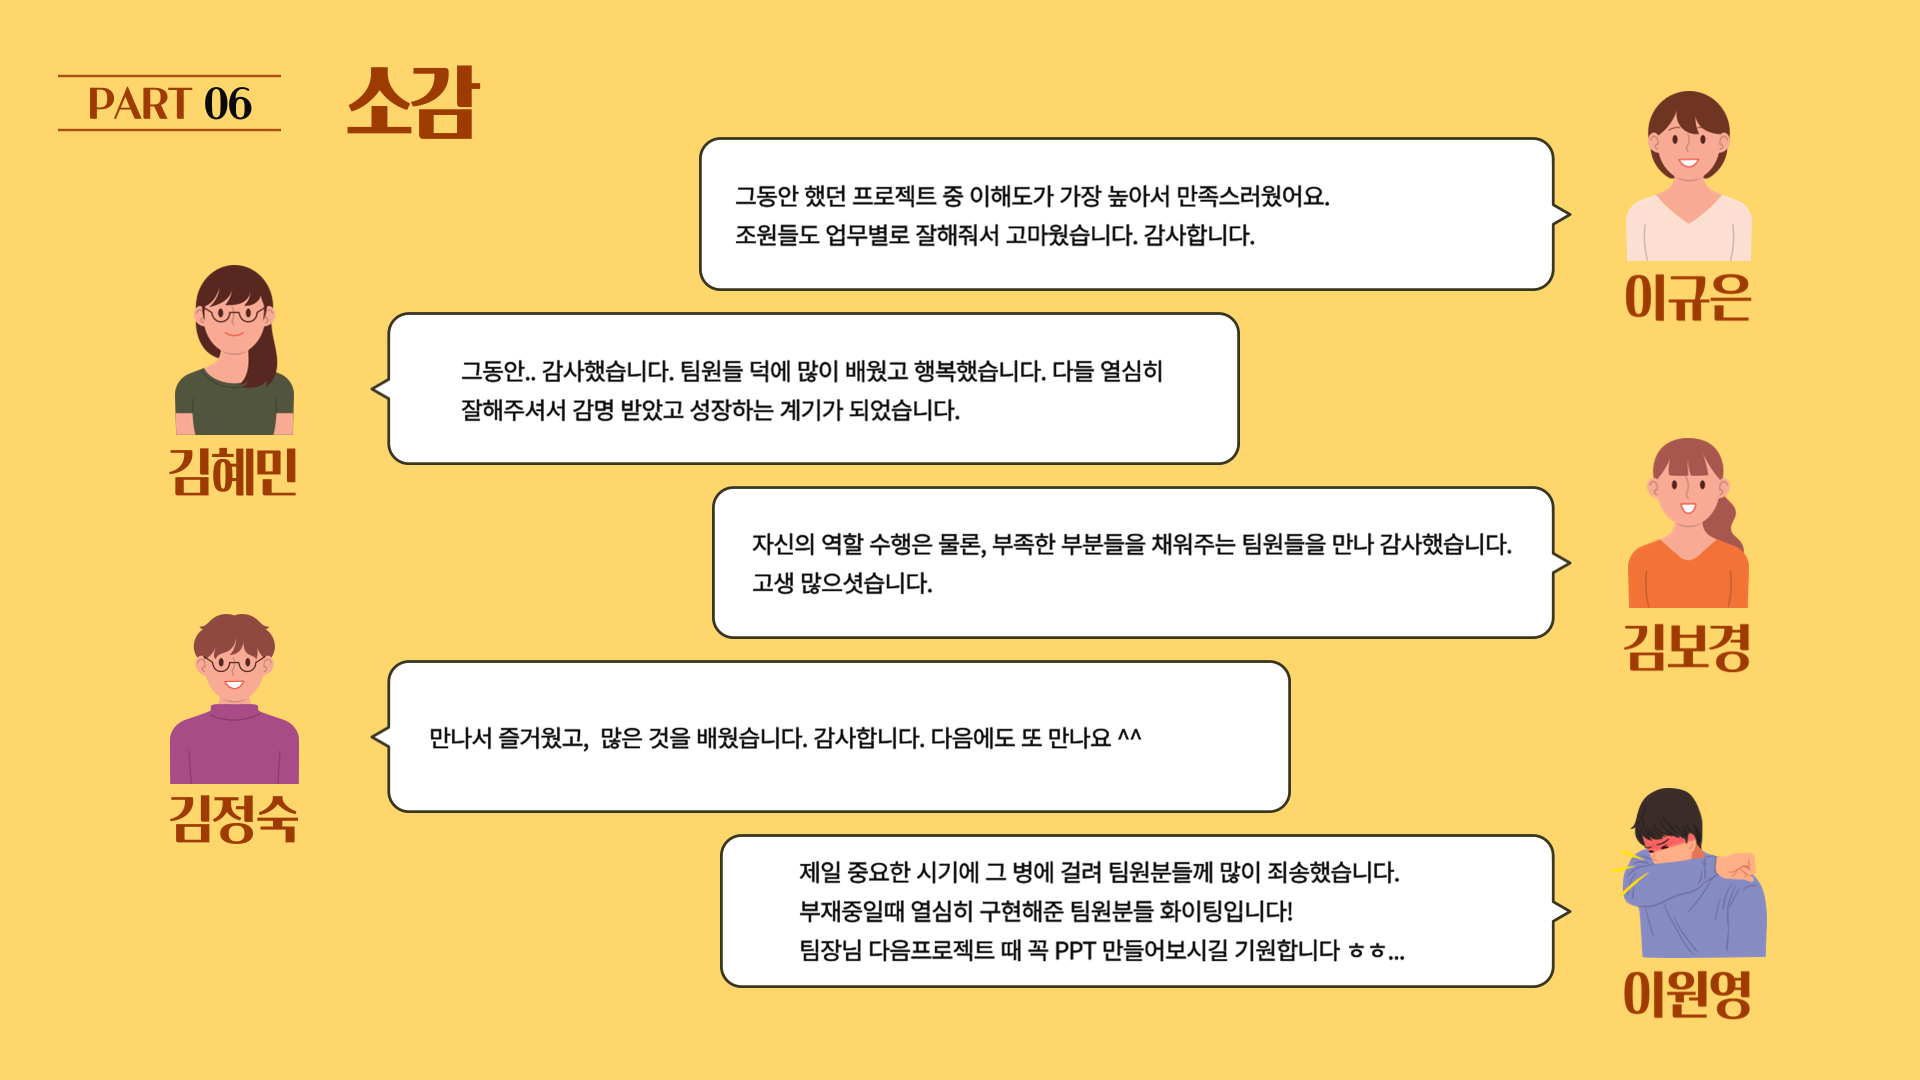 PART 06
소감
그동안 했던 프로젝트 중 이해도가 가장 높아서 만족스러웠어요.
조원들도 업무별로 잘해줘서 고마웠습니다. 감사합니다.
이규은
그동안.. 감사했습니다. 팀원들 덕에 많이 배웠고 행복했습니다. 다들 열심히
잘해주셔서 감명 받았고 성장하는 계기가 되었습니다.
김혜민
자신의 역할 수행은 물론, 부족한 부분들을 채워주는 팀원들을 만나 감사했습니다.
고생 많으셧습니다.
김보경
만나서 즐거웠고,  많은 것을 배웠습니다. 감사합니다. 다음에도 또 만나요 ^^
김정숙
제일 중요한 시기에 그 병에 걸려 팀원분들께 많이 죄송했습니다.
부재중일때 열심히 구현해준 팀원분들 화이팅입니다!
팀장님 다음프로젝트 때 꼭 PPT 만들어보시길 기원합니다 ㅎㅎ...
이원영